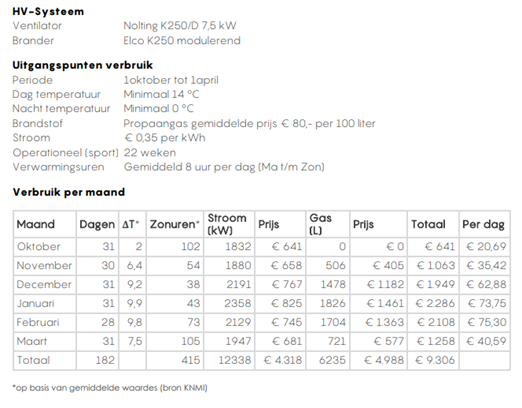 HV-Systeem
Ventilator Nolting K250/D 7,5 kW
Brander Elco K250 modulerend
Uitgangspunten verbruik
Periode 1oktober tot 1april
Dag temperatuur Minimaal 14 °C
Nacht temperatuur Minimaal 0 °C
Brandstof Propaangas gemiddelde prijs € 80,- per 100 liter
Stroom € 0,35 per kWh
Operationeel (sport) 22 weken
Verwarmingsuren Gemiddeld 8 uur per dag (Ma t/m Zon)
Verbruik per maand
Maand Dagen ΔT* Zonuren* Stroom (kW) Prijs Gas (L) Prijs Totaal Per dag
Oktober 31 2 102 1832 € 641 0 € 0 € 641 € 20,69
November 30 6,4 54 1880 € 658 506 € 405 € 1.063 € 35,42
December 31 9,2 38 2191 € 767 1478 € 1.182 € 1.949 € 62,88
Januari 31 9,9 43 2358 € 825 1826 € 1.461 € 2.286 € 73,75
Februari 28 9,8 73 2129 € 745 1704 € 1.363 € 2.108 € 75,30
Maart 31 7,5 105 1947 € 681 721 € 577 € 1.258 € 40,59
Totaal 182 415 12338 € 4.318 6235 € 4.988 € 9.306
*op basis van gemiddelde waardes (bron KNMI)